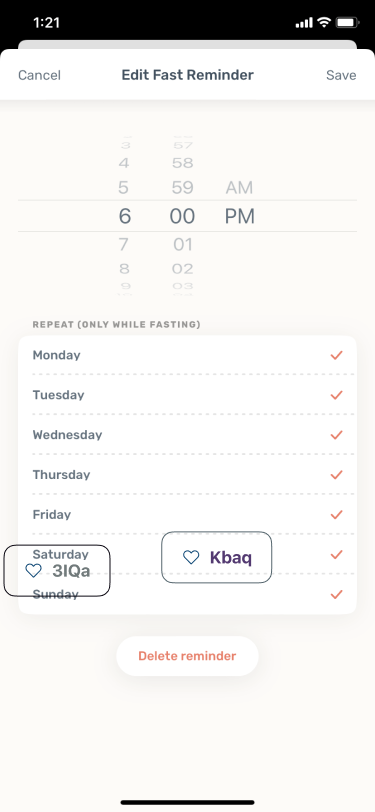 1:21
Cancel Edit Fast Reminder Save
3 57
4 58
5 59 AM
6 00 PM
7 01
8 02
9 03
REPEAT (ONLY WHILE FASTING)
Monday
Tuesday
Wednesday
Thursday
Friday
Saturday
Kbaq
3lQa
Sunday
Delete reminder